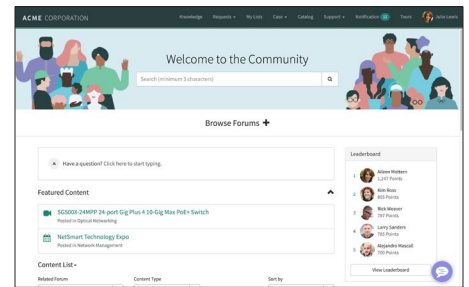 ACME CORPORATION
Knowledge Requests My Lists Case Catalog Support Notification Tours Julie Lewis
Welcome to the Community
Search (minimum 3 characters)
Browse Forums +
Have a question? Click here to start typing.
Featured Content
SG500X-24MPP 24-port Gig Plus 4 10-Gig Max PoE+ Switch
Posted in Optical Networking
NetSmart Technology Expo
Posted in Network Management
Content List
Related Forum Content Type Sort by
Leaderboard
1 Aileen Mottern
1,247 Points
2 Kim Ross
805 Points
3 Rick Weaver
787 Points
4 Larry Sanders
785 Points
5 Alejandro Mascall
700 Points
View Leaderboard